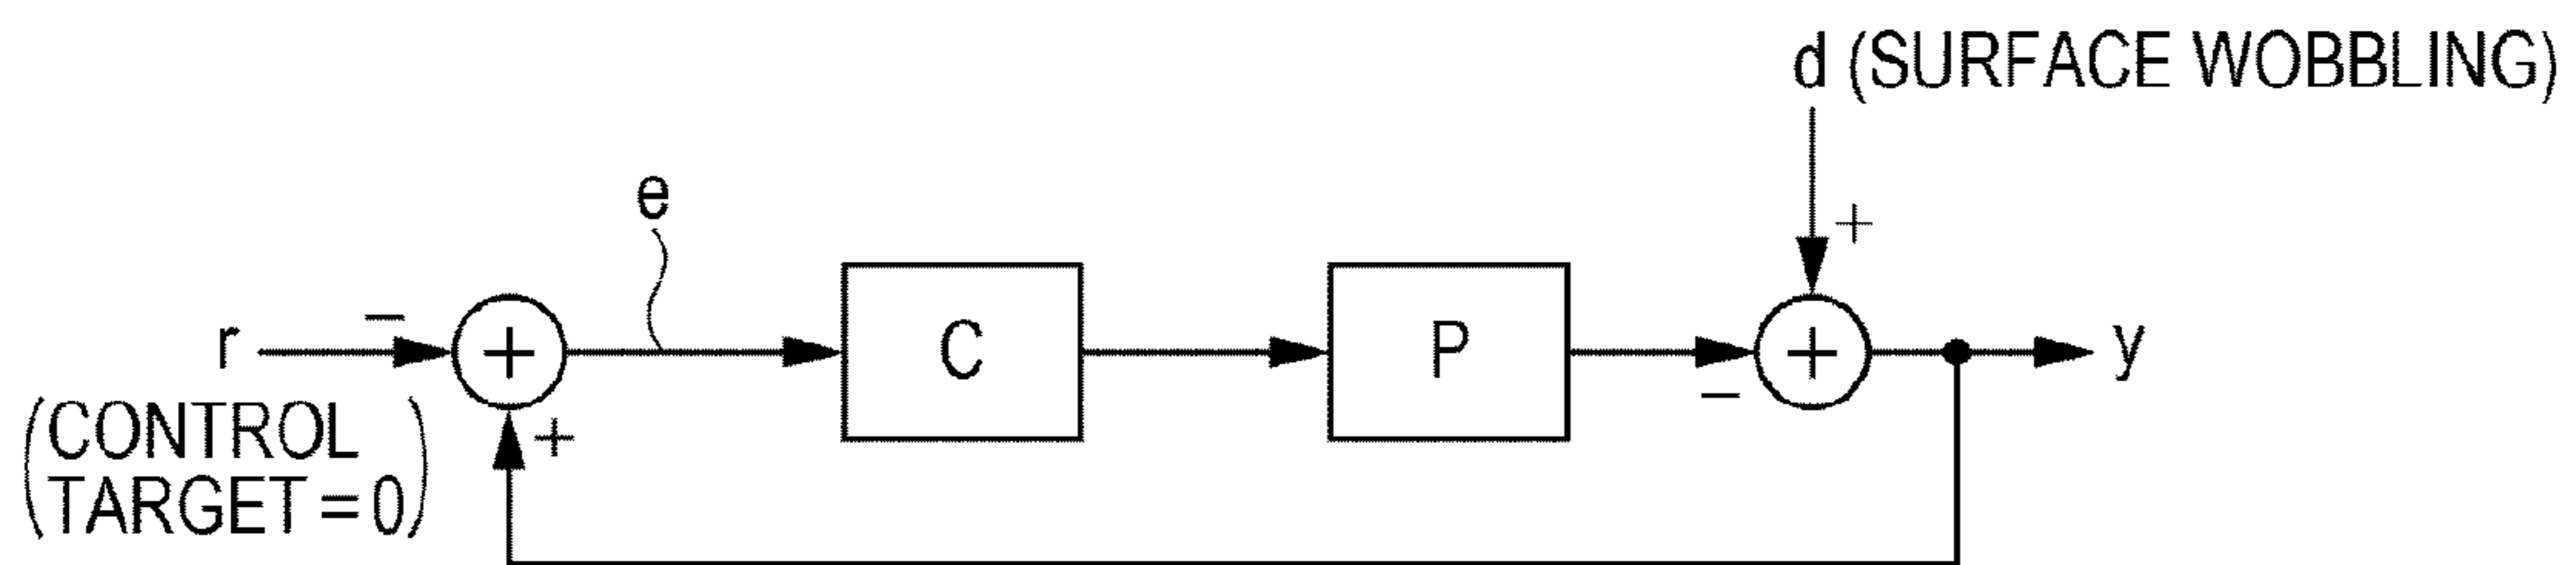 d (SURFACE WOBBLING)
e
+
r
−
+
C
P
−
+
y
(CONTROL
TARGET = 0)
+